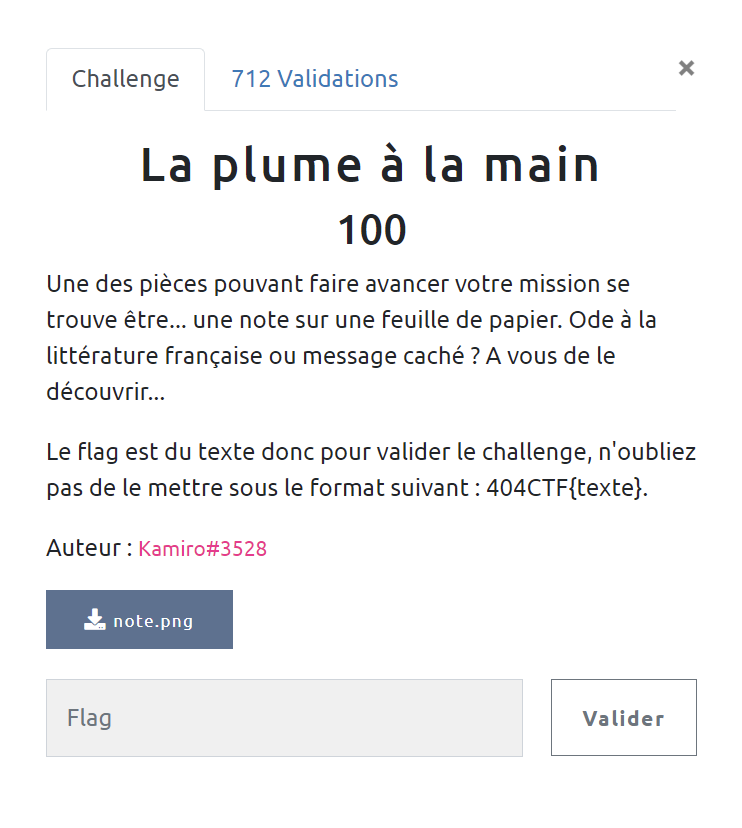 Challenge
712 Validations
×
La plume à la main
100
Une des pièces pouvant faire avancer votre mission se
trouve être... une note sur une feuille de papier. Ode à la
littérature française ou message caché ? A vous de le
découvrir...
Le flag est du texte donc pour valider le challenge, n'oubliez
pas de le mettre sous le format suivant : 404CTF{texte}.
Auteur : Kamiro#3528
note.png
Flag
Valider